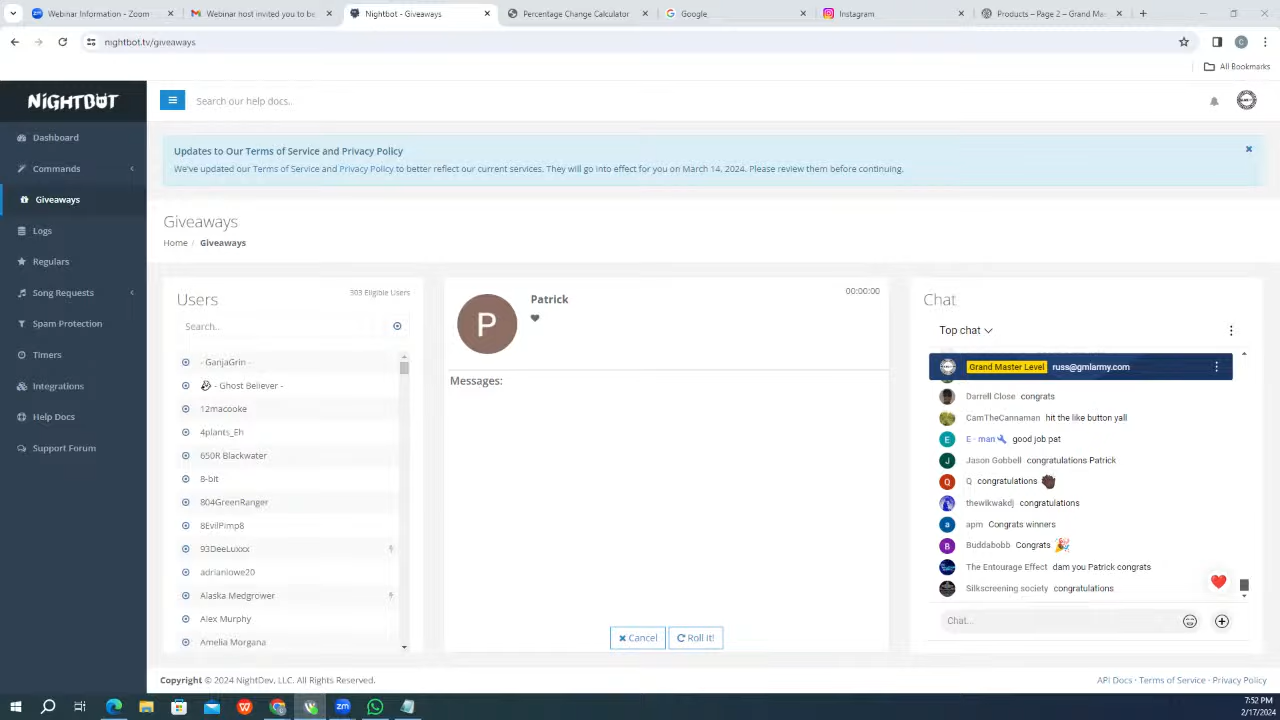 Webinar Information - Zoom
Webinar host invited you to be
Nightbot - Giveaways
Percentage Change Calculator
Google
Instagram
Products – Page 2 – Grand Ma
nightbot.tv/giveaways
All Bookmarks
NIGHTBOT
Search our help docs..
Dashboard
Commands
Giveaways
Logs
Regulars
Song Requests
Spam Protection
Timers
Integrations
Help Docs
Support Forum
Updates to Our Terms of Service and Privacy Policy
We've updated our Terms of Service and Privacy Policy to better reflect our current services. They will go into effect for you on March 14, 2024. Please review them before continuing.
Giveaways
Home / Giveaways
Users
303 Eligible Users
Search...
- GanjaGrin -
- Ghost Believer -
12macooke
4plants_Eh
650R Blackwater
8-bit
804GreenRanger
8EvilPimp8
93DeeLuxxx
adrianlowe20
Alaska Medgrower
Alex Murphy
Amelia Morgana
P
Patrick
00:00:00
Messages:
Cancel
Roll It!
Chat
Top chat
Grand Master Level russ@gmlarmy.com
Darrell Close congrats
CamTheCannaman hit the like button yall
E E - man good job pat
J Jason Gobbell congratulations Patrick
Q Q congratulations
thewikwakdj congratulations
a apm Congrats winners
B Buddabobb Congrats
The Entourage Effect dam you Patrick congrats
Silkscreening society congratulations
Chat...
Copyright © 2024 NightDev, LLC. All Rights Reserved.
API Docs · Terms of Service · Privacy Policy
7:52 PM
2/17/2024